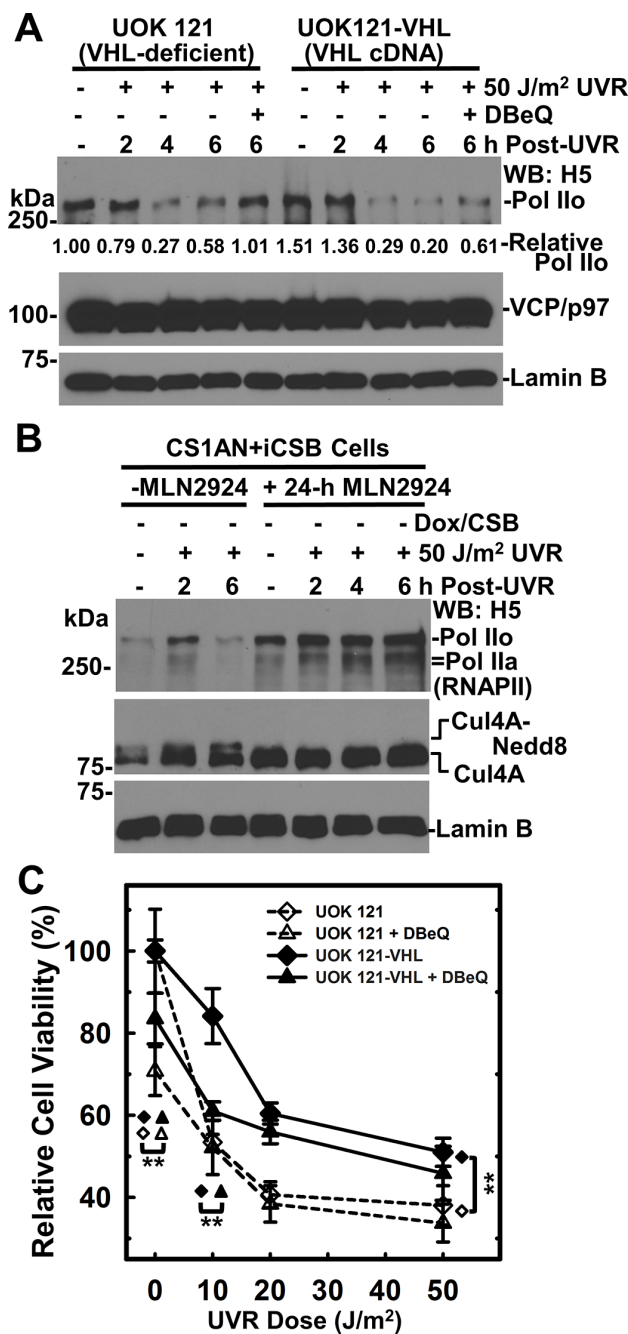 A
UOK 121 UOK121-VHL
(VHL-deficient) (VHL cDNA)
- + + + + - + + + + 50 J/m² UVR
- - - - + - - - - + DBeQ
- 2 4 6 6 - 2 4 6 6 h Post-UVR
WB: H5
kDa
-Pol IIo
250-
1.00 0.79 0.27 0.58 1.01 1.51 1.36 0.29 0.20 0.61 -Relative
Pol IIo
100- -VCP/p97
75-
-Lamin B
B
CS1AN+iCSB Cells
-MLN2924 + 24-h MLN2924
- - - - - - - Dox/CSB
- + + - + + + 50 J/m² UVR
- 2 6 - 2 4 6 h Post-UVR
WB: H5
kDa
-Pol IIo
250- =Pol IIa
(RNAPII)
Cul4A-
Nedd8
75- Cul4A
75-
-Lamin B
C
Relative Cell Viability (%)
100
80
60
40
UOK 121
UOK 121 + DBeQ
UOK 121-VHL
UOK 121-VHL + DBeQ
**
**
**
0 10 20 30 40 50
UVR Dose (J/m²)